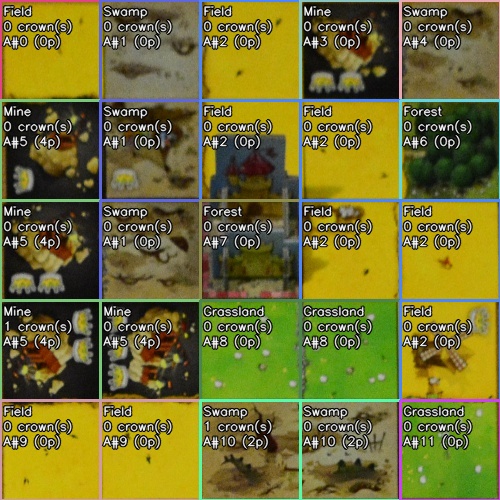 Field
0 crown(s)
A#0 (0p)
Swamp
0 crown(s)
A#1 (0p)
Field
0 crown(s)
A#2 (0p)
Mine
0 crown(s)
A#3 (0p)
Swamp
0 crown(s)
A#4 (0p)
Mine
0 crown(s)
A#5 (4p)
Swamp
0 crown(s)
A#1 (0p)
Field
0 crown(s)
A#2 (0p)
Field
0 crown(s)
A#2 (0p)
Forest
0 crown(s)
A#6 (0p)
Mine
0 crown(s)
A#5 (4p)
Swamp
0 crown(s)
A#1 (0p)
Forest
0 crown(s)
A#7 (0p)
Field
0 crown(s)
A#2 (0p)
Field
0 crown(s)
A#2 (0p)
Mine
1 crown(s)
A#5 (4p)
Mine
0 crown(s)
A#5 (4p)
Grassland
0 crown(s)
A#8 (0p)
Grassland
0 crown(s)
A#8 (0p)
Field
0 crown(s)
A#2 (0p)
Field
0 crown(s)
A#9 (0p)
Field
0 crown(s)
A#9 (0p)
Swamp
1 crown(s)
A#10 (2p)
Swamp
0 crown(s)
A#10 (2p)
Grassland
0 crown(s)
A#11 (0p)